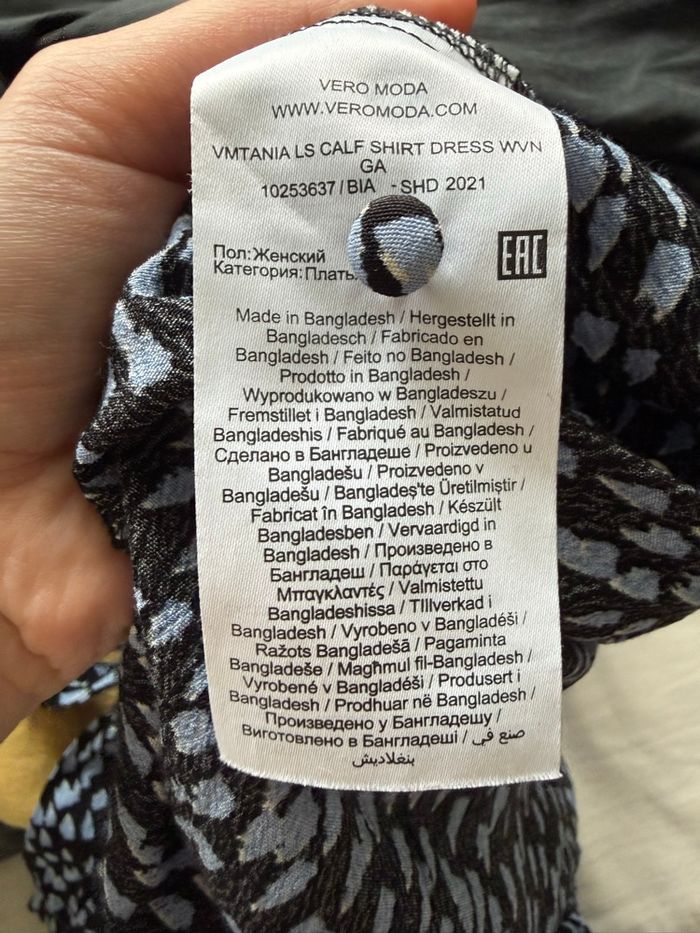 VERO MODA
WWW.VEROMODA.COM
VMTANIA LS CALF SHIRT DRESS WVN
GA
10253637/BIA - SHD 2021
Пол: Женский
Категория: Плать
EAC
Made in Bangladesh / Hergestellt in
Bangladesch / Fabricado en
Bangladesh / Feito no Bangladesh /
Prodotto in Bangladesh /
Wyprodukowano w Bangladeszu /
Fremstillet i Bangladesh / Valmistatud
Bangladeshis / Fabriqué au Bangladesh /
Сделано в Бангладеше / Proizvedeno u
Bangladešu / Proizvedeno v
Bangladešu / Bangladeş'te Üretilmiştir /
Fabricat în Bangladesh / Készült
Bangladesben / Vervaardigd in
Bangladesh / Произведено в
Бангладеш / Παράγεται στο
Μπαγκλαντές / Valmistettu
Bangladeshissa / TIllverkad i
Bangladesh / Vyrobeno v Bangladéši /
Ražots Bangladešā / Pagaminta
Bangladeše / Magħmul fil-Bangladesh /
Vyrobené v Bangladéši / Produsert i
Bangladesh / Prodhuar në Bangladesh /
Произведено у Бангладешу /
Виготовлено в Бангладеші / صنع في
بنغلاديش